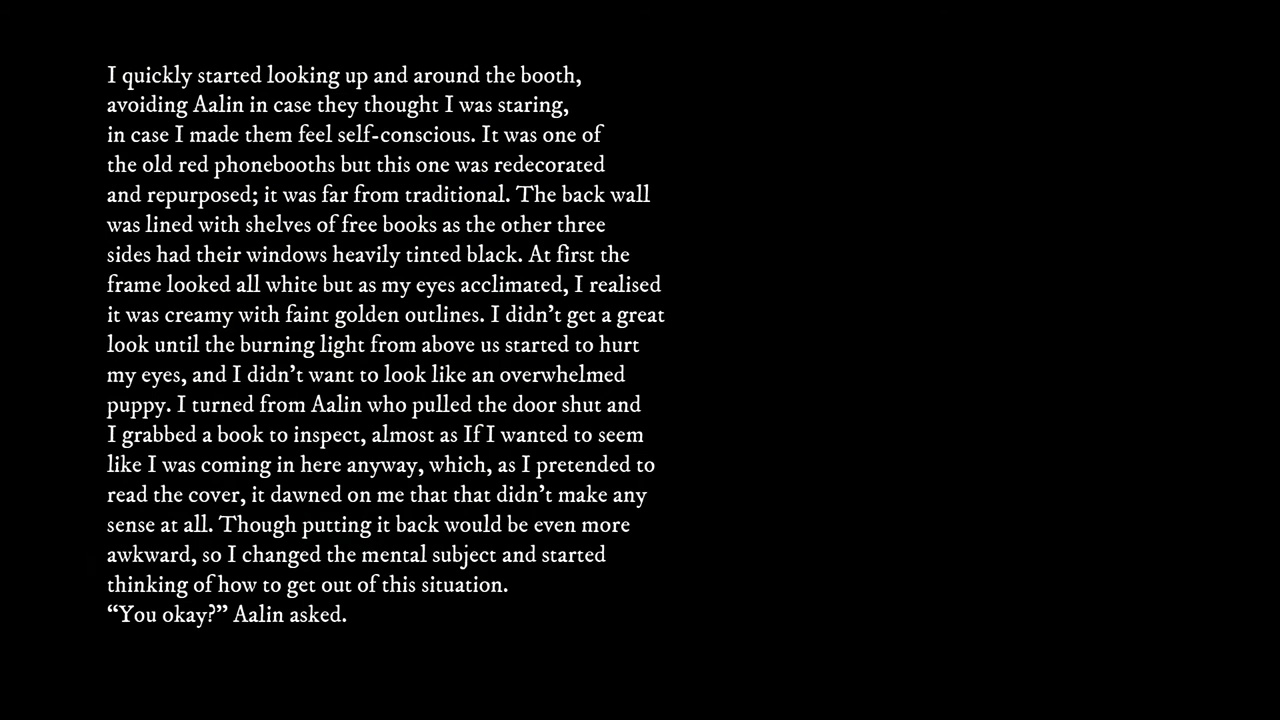 I quickly started looking up and around the booth,
avoiding Aalin in case they thought I was staring,
in case I made them feel self-conscious. It was one of
the old red phonebooths but this one was redecorated
and repurposed; it was far from traditional. The back wall
was lined with shelves of free books as the other three
sides had their windows heavily tinted black. At first the
frame looked all white but as my eyes acclimated, I realised
it was creamy with faint golden outlines. I didn’t get a great
look until the burning light from above us started to hurt
my eyes, and I didn’t want to look like an overwhelmed
puppy. I turned from Aalin who pulled the door shut and
I grabbed a book to inspect, almost as If I wanted to seem
like I was coming in here anyway, which, as I pretended to
read the cover, it dawned on me that that didn’t make any
sense at all. Though putting it back would be even more
awkward, so I changed the mental subject and started
thinking of how to get out of this situation.
“You okay?” Aalin asked.